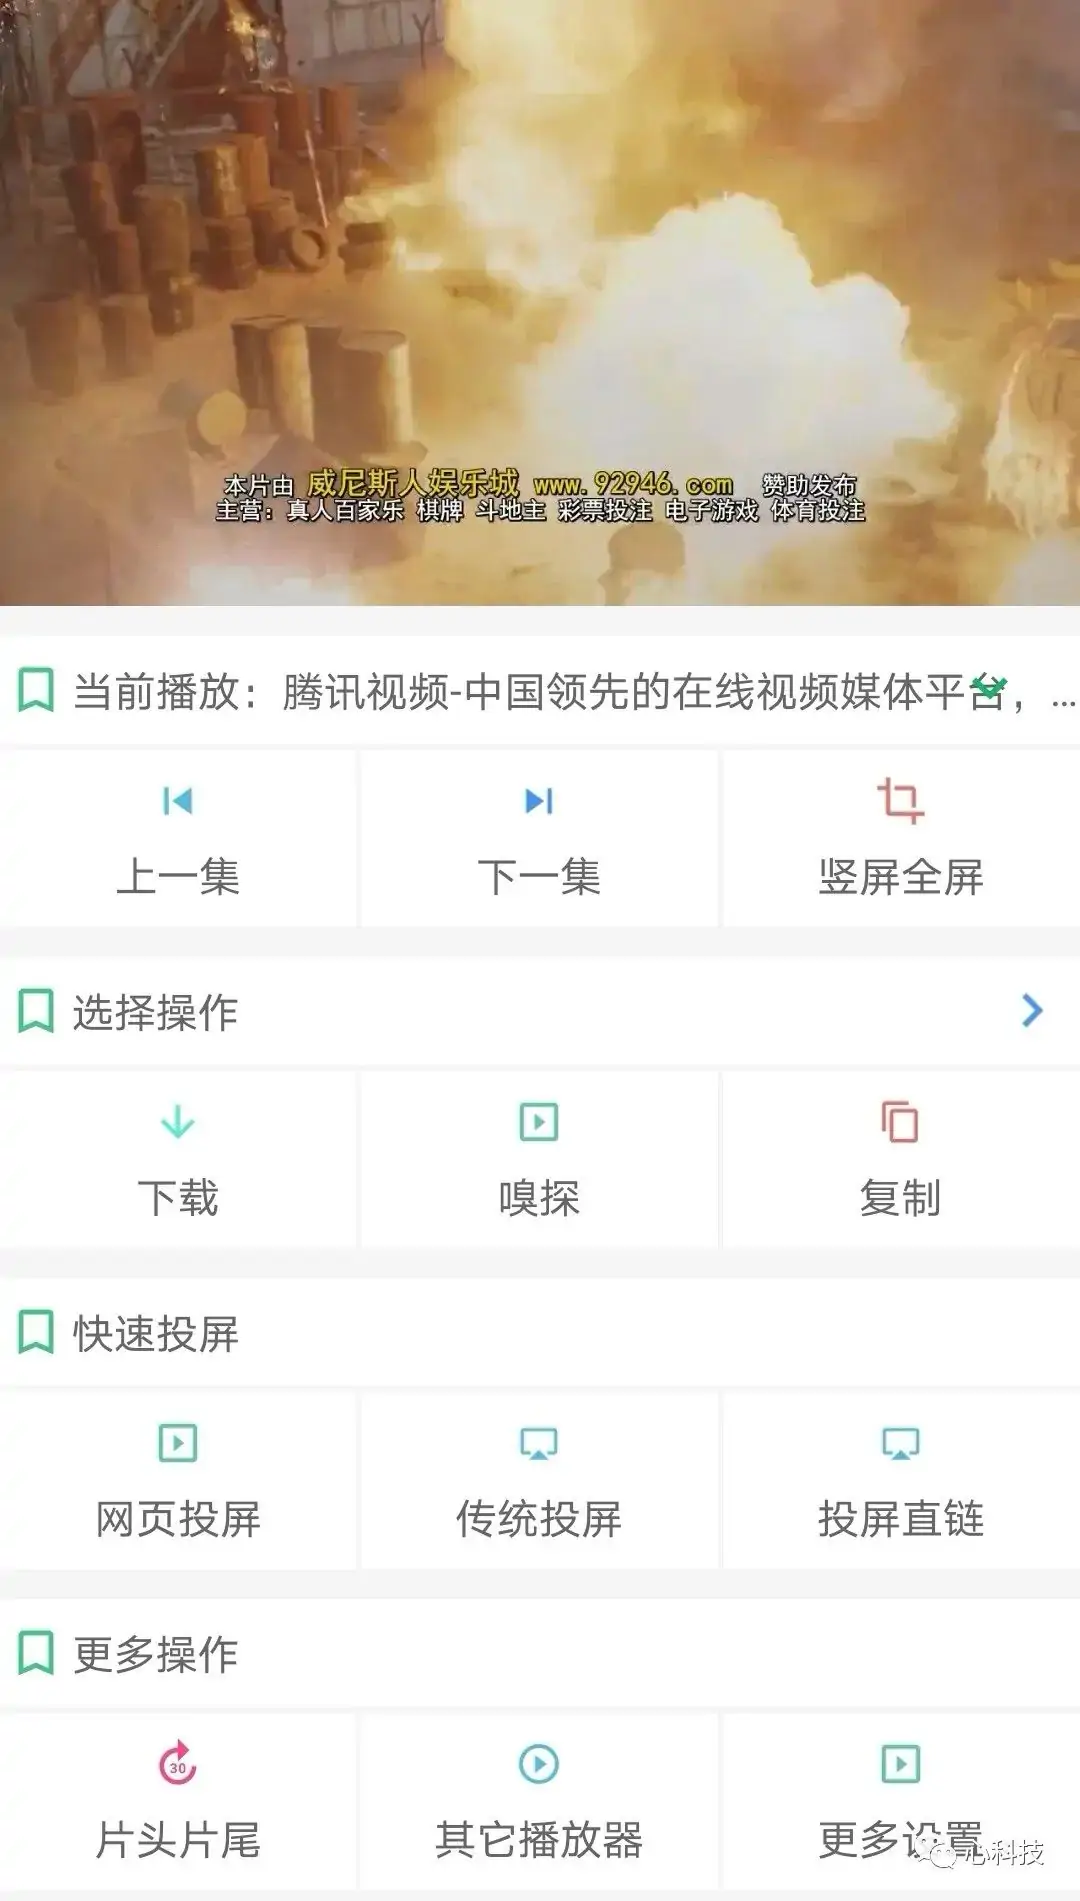 本片由 威尼斯人娱乐城 www.92946.com 赞助发布
主营：真人百家乐 棋牌 斗地主 彩票投注 电子游戏 体育投注
当前播放：腾讯视频-中国领先的在线视频媒体平台，...
上一集
下一集
竖屏全屏
选择操作
下载
嗅探
复制
快速投屏
网页投屏
传统投屏
投屏直链
更多操作
30
片头片尾
其它播放器
更多设置
心科技